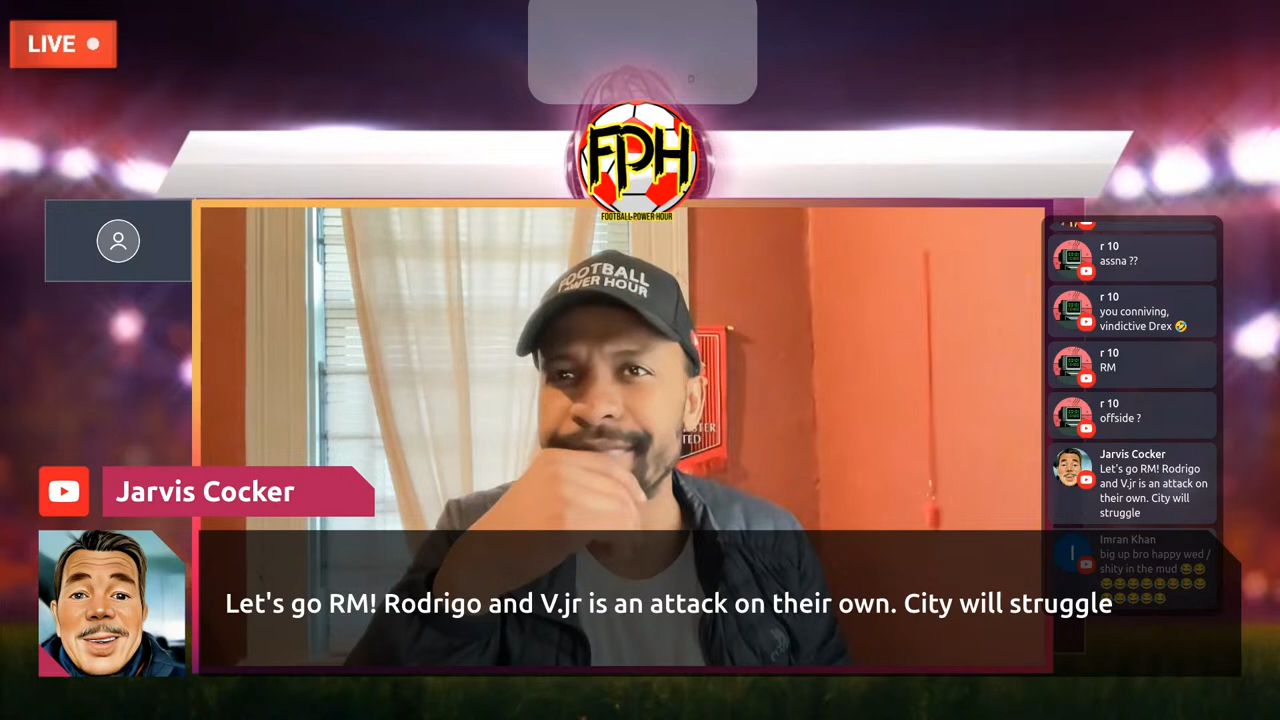 LIVE
FPH
FOOTBALL-POWER-HOUR
FOOTBALL
POWER HOUR
r 10
assna ??
r 10
you conniving,
vindictive Drex 🤣
r 10
RM
r 10
offside ?
Jarvis Cocker
Let's go RM! Rodrigo
and V.jr is an attack on
their own. City will
struggle
I
Imran Khan
big up bro happy wed /
shity in the mud 😂😂
😂😂😂😂😂😂😂😂
😂😂😂😂😂
Jarvis Cocker
Let's go RM! Rodrigo and V.jr is an attack on their own. City will struggle